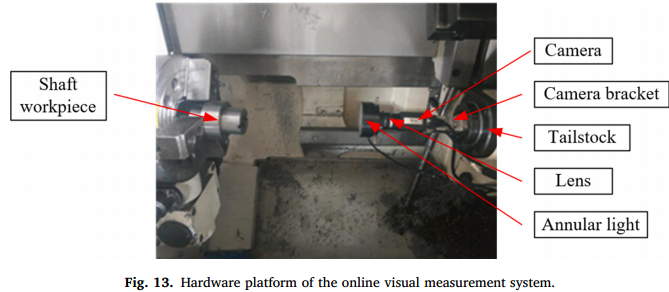 Shaft
workpiece
Camera
Camera bracket
Tailstock
Lens
Annular light
Fig. 13. Hardware platform of the online visual measurement system.